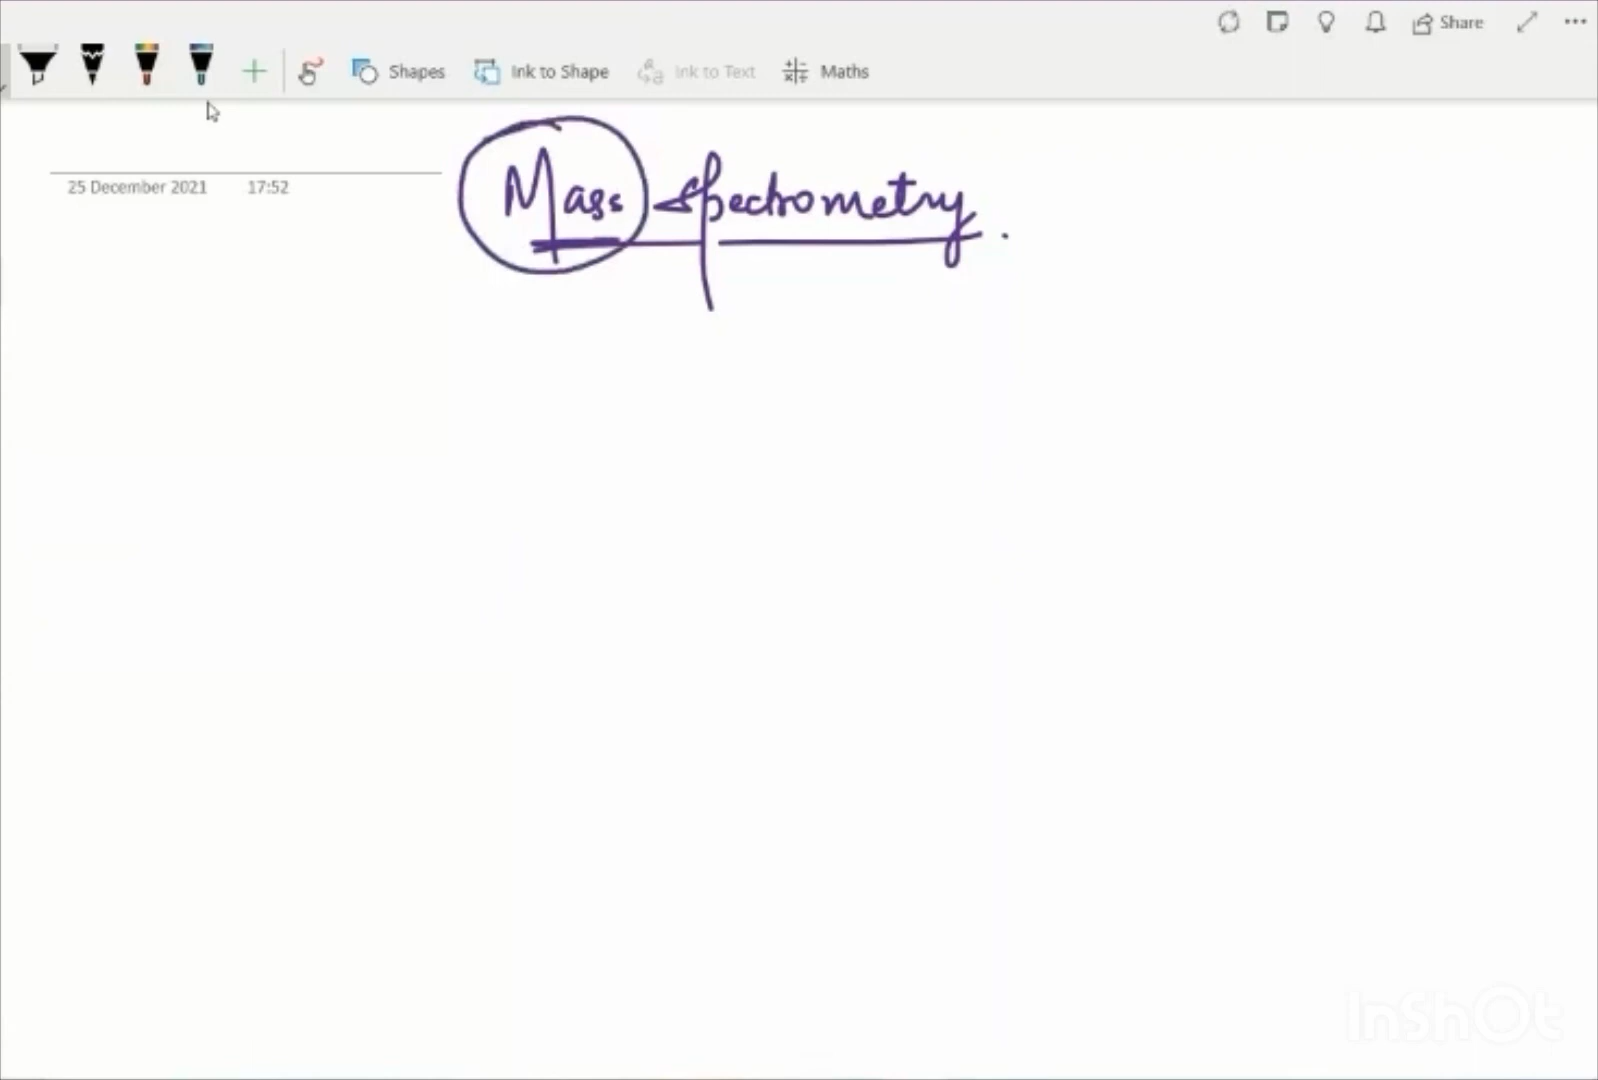 Share
Shapes Ink to Shape Ink to Text Maths
Mass Spectrometry.
25 December 2021 17:52
InShOt